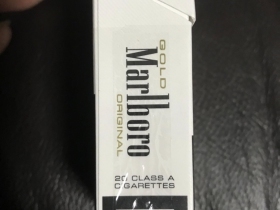 GOLD
Marlboro
ORIGINAL
20 CLASS A
CIGARETTES